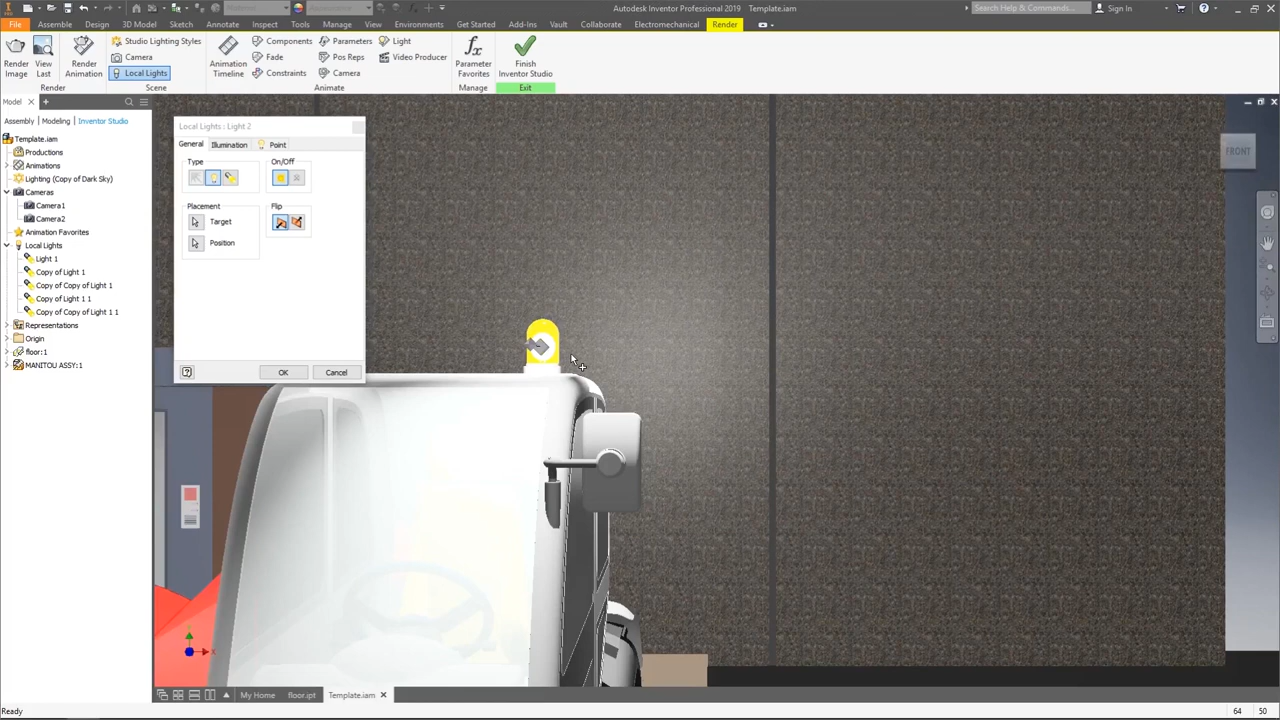 Autodesk Inventor Professional 2019 Template.iam
Search Help & Commands...
Sign In
File Assemble Design 3D Model Sketch Annotate Inspect Tools Manage View Environments Get Started Add-Ins Vault Collaborate Electromechanical Render
Render Image
View Last
Render Animation
Studio Lighting Styles
Camera
Local Lights
Animation Timeline
Components
Fade
Constraints
Parameters
Pos Reps
Camera
Light
Video Producer
Parameter Favorites
Finish Inventor Studio
Render Scene Animate Manage Exit
Model
Assembly Modeling Inventor Studio
Template.iam
Productions
Animations
Lighting (Copy of Dark Sky)
Cameras
Camera1
Camera2
Animation Favorites
Local Lights
Light 1
Copy of Light 1
Copy of Copy of Light 1
Copy of Light 1 1
Copy of Copy of Light 1 1
Representations
Origin
floor:1
MANITOU ASSY:1
Local Lights : Light 2
General Illumination Point
Type On/Off
Placement Flip
Target
Position
OK Cancel
FRONT
X
My Home floor.ipt Template.iam
Ready
64 50